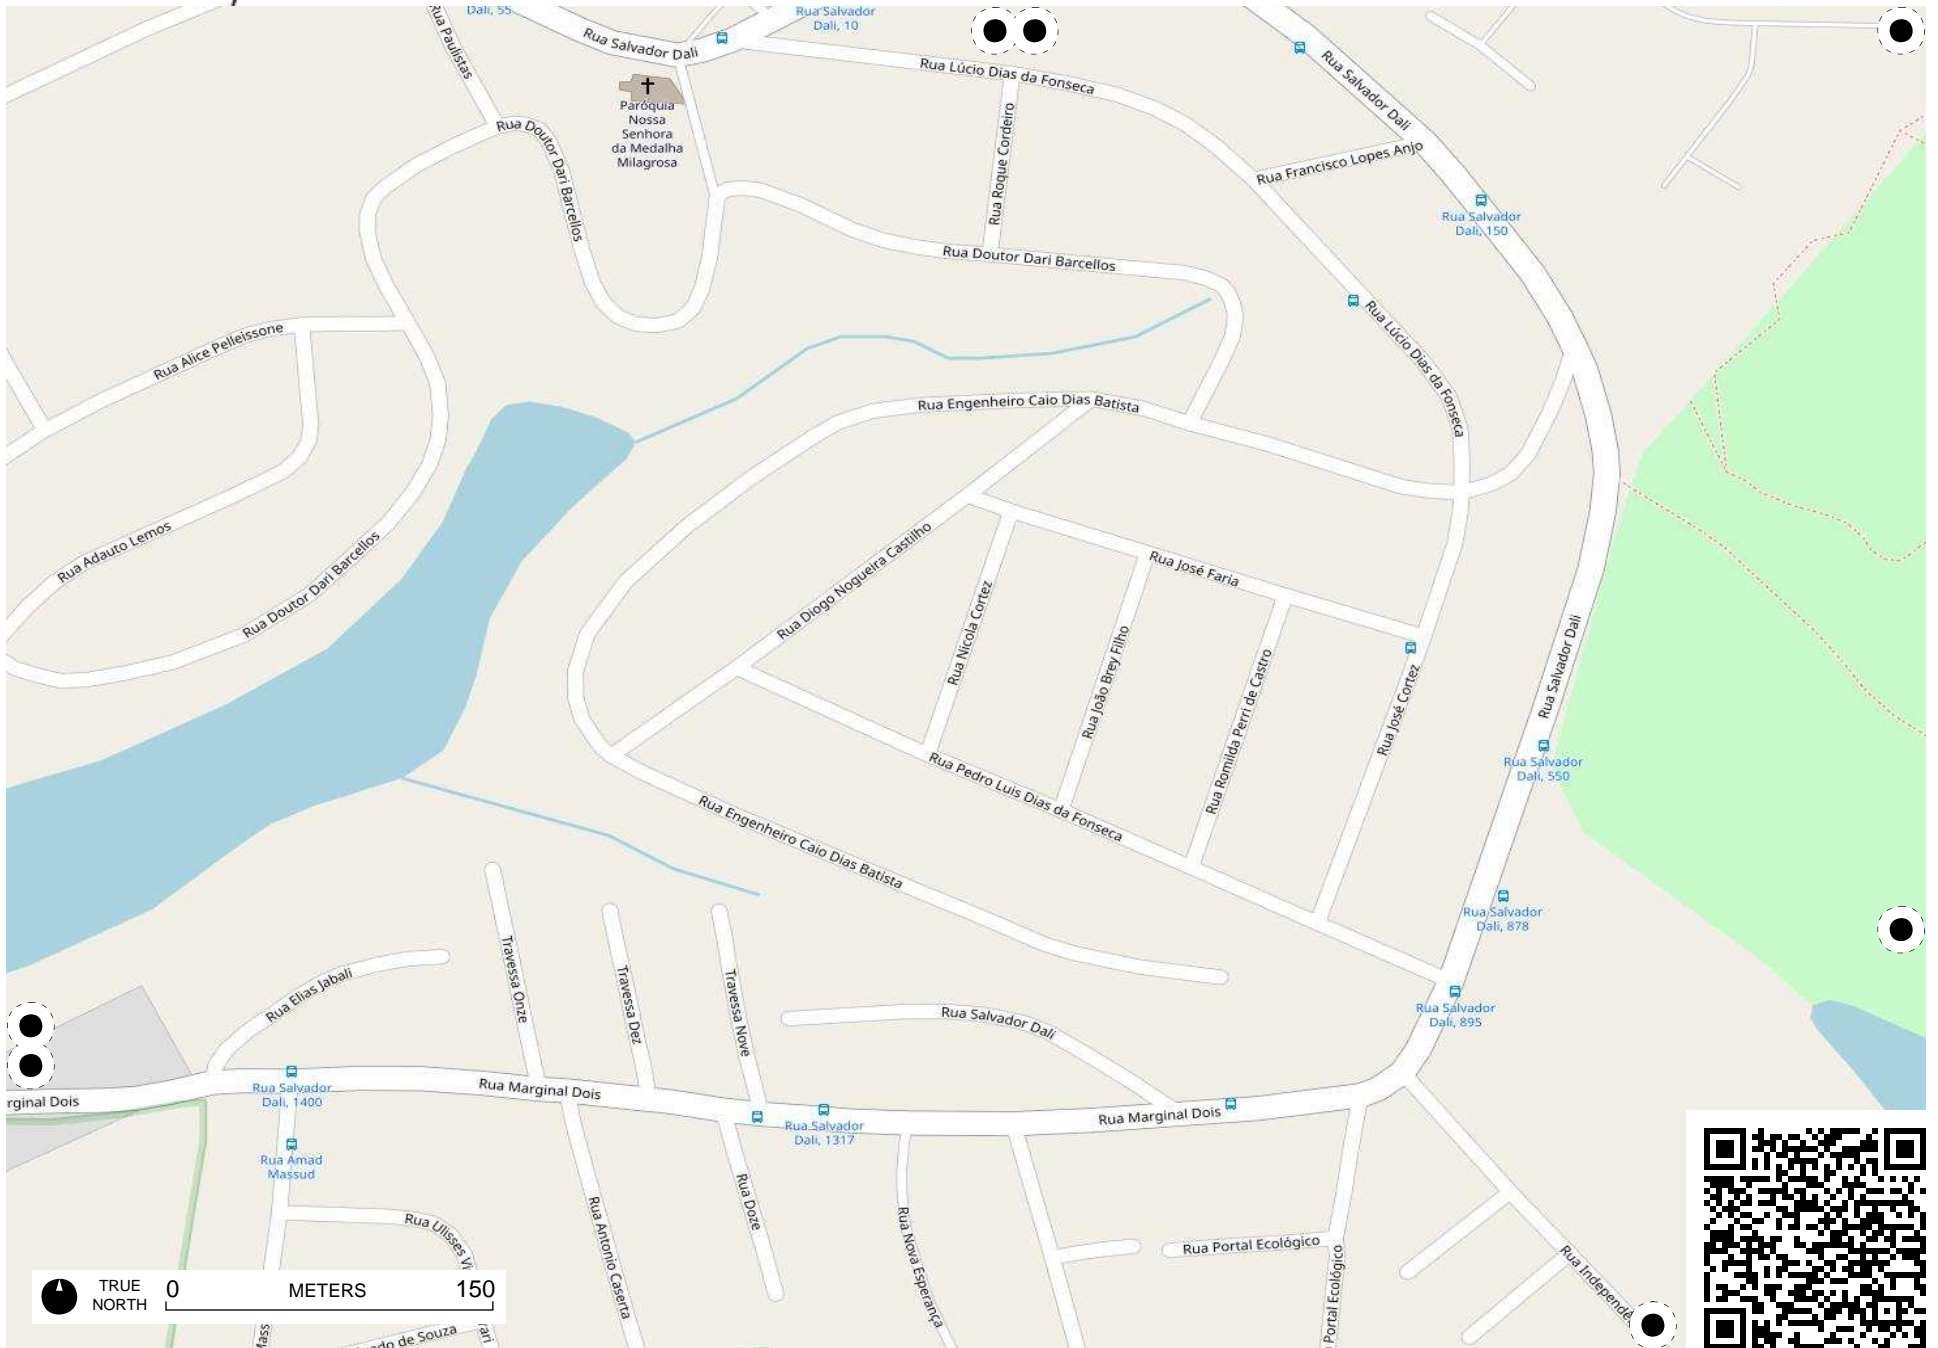 Dali, 55
Rua Salvador
Dali, 10
Rua Paulistas
Rua Salvador Dali
Rua Lúcio Dias da Fonseca
Rua Salvador Dali
Paróquia
Nossa
Senhora
da Medalha
Milagrosa
Rua Doutor Dari Barcellos
Rua Roque Cordeiro
Rua Francisco Lopes Anjo
Rua Salvador
Dali, 150
Rua Doutor Dari Barcellos
Rua Alice Pelleissone
Rua Lúcio Dias da Fonseca
Rua Engenheiro Caio Dias Batista
Rua Adauto Lemos
Rua Doutor Dari Barcellos
Rua Diogo Nogueira Castilho
Rua José Faria
Rua Nicola Cortez
Rua João Brey Filho
Rua Romilda Perri de Castro
Rua José Cortez
Rua Salvador Dali
Rua Salvador
Dali, 550
Rua Pedro Luis Dias da Fonseca
Rua Engenheiro Caio Dias Batista
Rua Salvador
Dali, 878
Travessa Onze
Travessa Dez
Travessa Nove
Rua Elias Jabali
Rua Salvador Dali
Rua Salvador
Dali, 895
Rua Salvador
Dali, 1400
Rua Marginal Dois
rginal Dois
Rua Marginal Dois
Rua Salvador
Dali, 1317
Rua Amad
Massud
Rua Ulisses Vi
Rua Antonio Caserta
Rua Doze
Rua Nova Esperança
Rua Portal Ecológico
Portal Ecológico
Rua Independê
TRUE
NORTH
0 METERS 150
Mass
do de Souza
ari